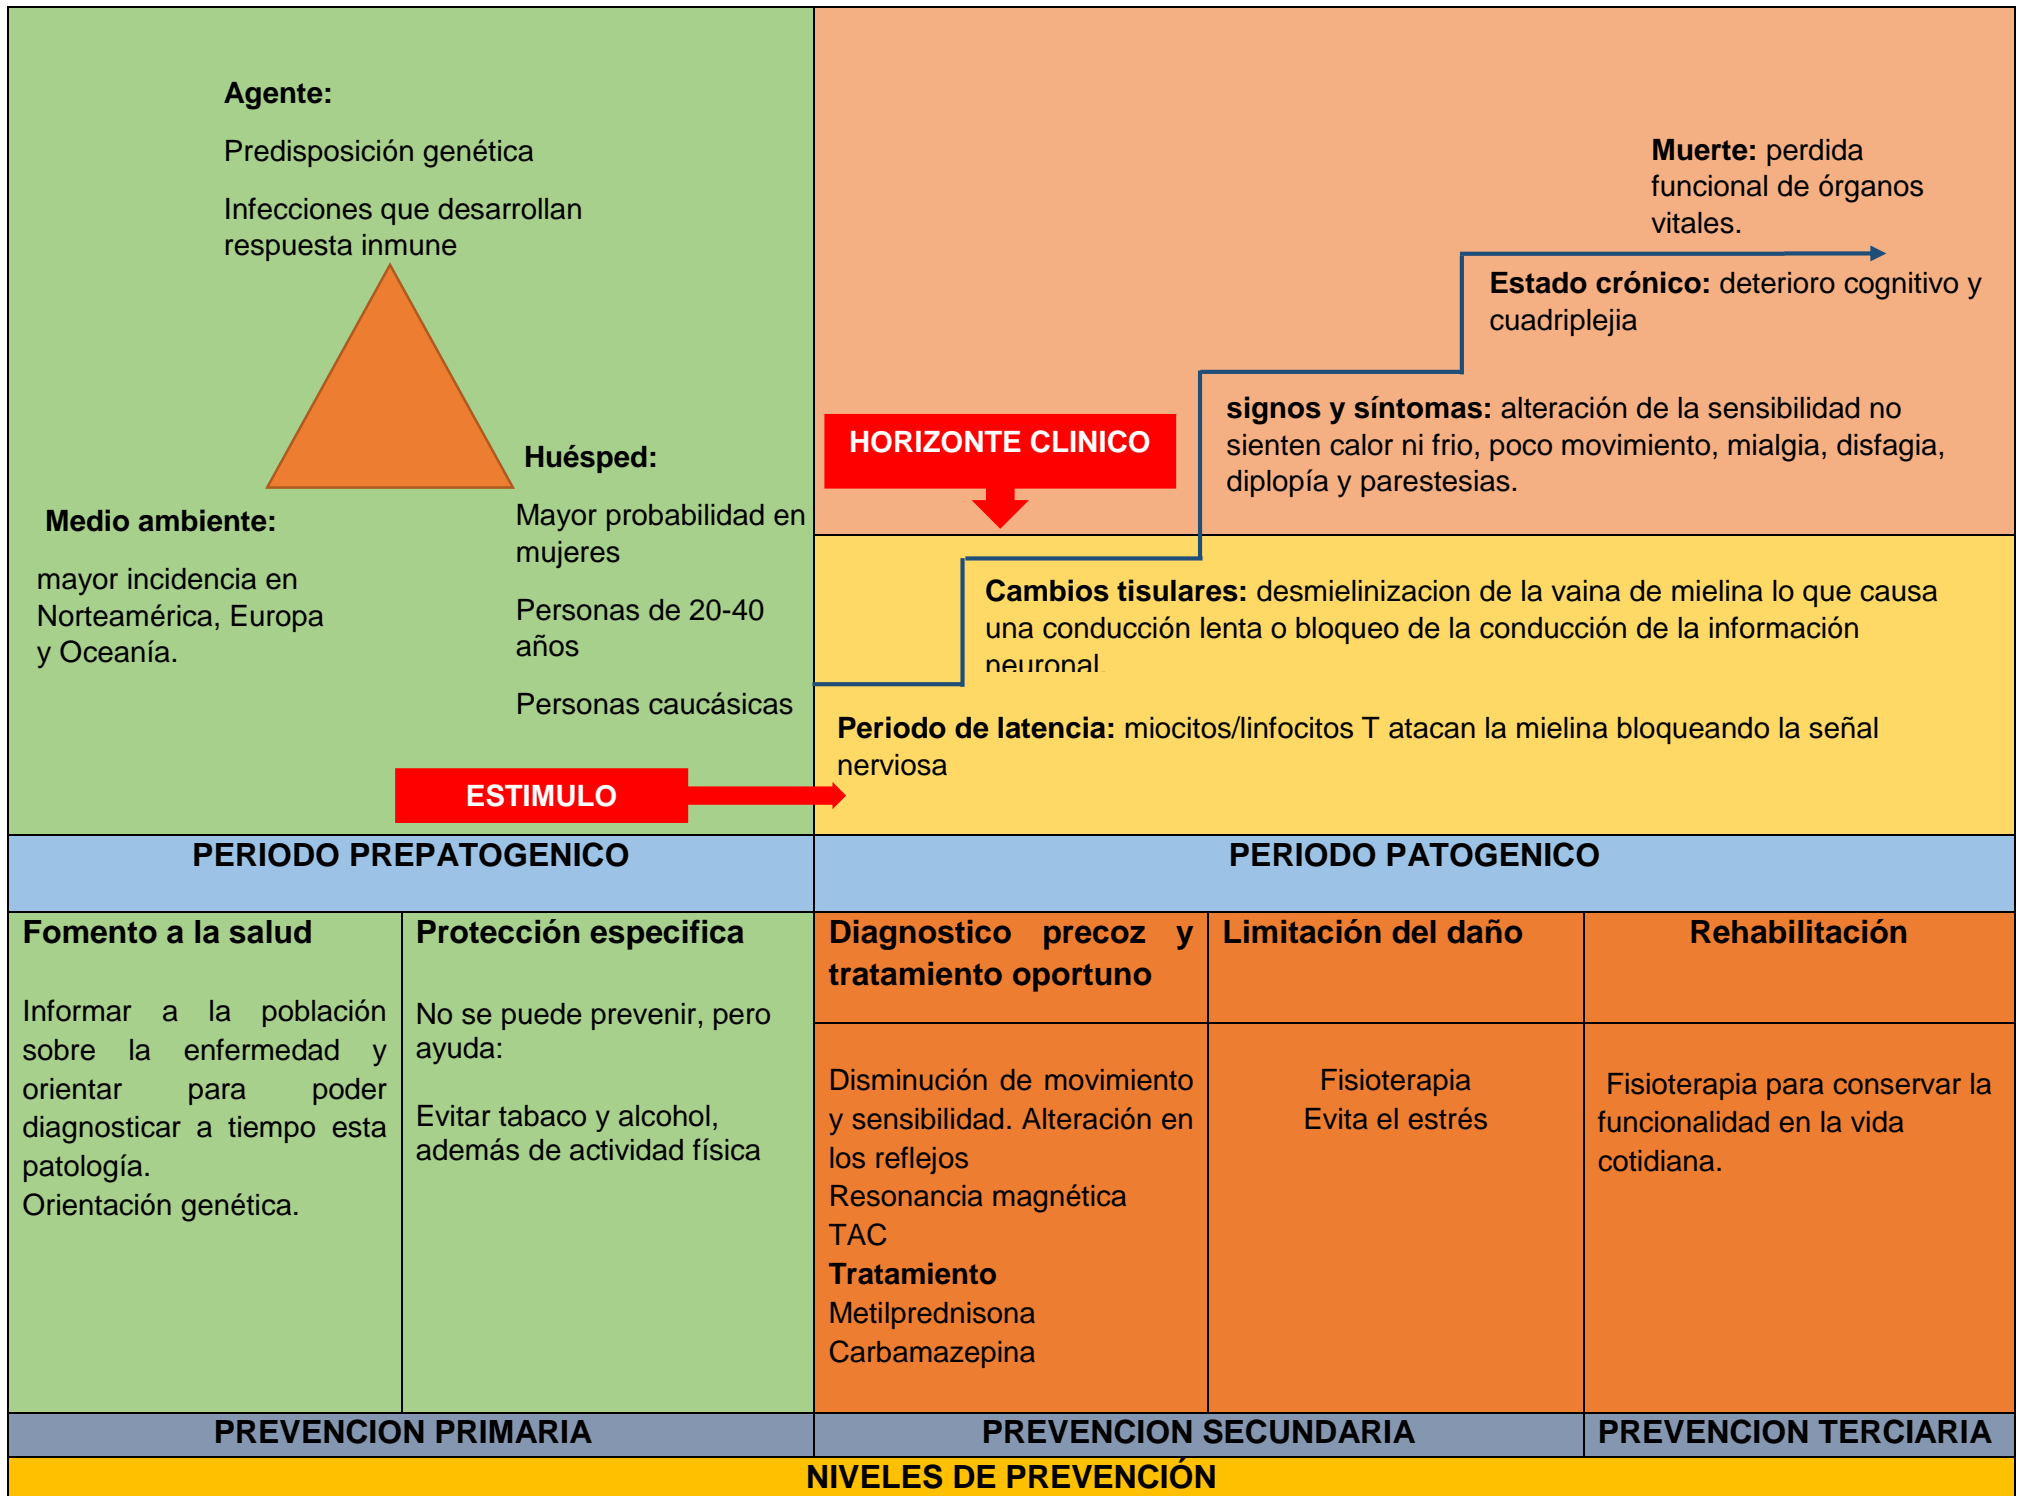 Agente:
Predisposición genética
Infecciones que desarrollan
respuesta inmune
Huésped:
Mayor probabilidad en
mujeres
Personas de 20-40
años
Personas caucásicas
Medio ambiente:
mayor incidencia en
Norteamérica, Europa
y Oceanía.
ESTIMULO
Muerte: perdida
funcional de órganos
vitales.
Estado crónico: deterioro cognitivo y
cuadriplejia
signos y síntomas: alteración de la sensibilidad no
sienten calor ni frio, poco movimiento, mialgia, disfagia,
diplopía y parestesias.
HORIZONTE CLINICO
Cambios tisulares: desmielinizacion de la vaina de mielina lo que causa
una conducción lenta o bloqueo de la conducción de la información
neuronal.
Periodo de latencia: miocitos/linfocitos T atacan la mielina bloqueando la señal
nerviosa
PERIODO PREPATOGENICO
PERIODO PATOGENICO
Fomento a la salud
Informar a la población
sobre la enfermedad y
orientar para poder
diagnosticar a tiempo esta
patología.
Orientación genética.
Protección especifica
No se puede prevenir, pero
ayuda:
Evitar tabaco y alcohol,
además de actividad física
Diagnostico precoz y
tratamiento oportuno
Disminución de movimiento
y sensibilidad. Alteración en
los reflejos
Resonancia magnética
TAC
Tratamiento
Metilprednisona
Carbamazepina
Limitación del daño
Fisioterapia
Evita el estrés
Rehabilitación
Fisioterapia para conservar la
funcionalidad en la vida
cotidiana.
PREVENCION PRIMARIA
PREVENCION SECUNDARIA
PREVENCION TERCIARIA
NIVELES DE PREVENCIÓN